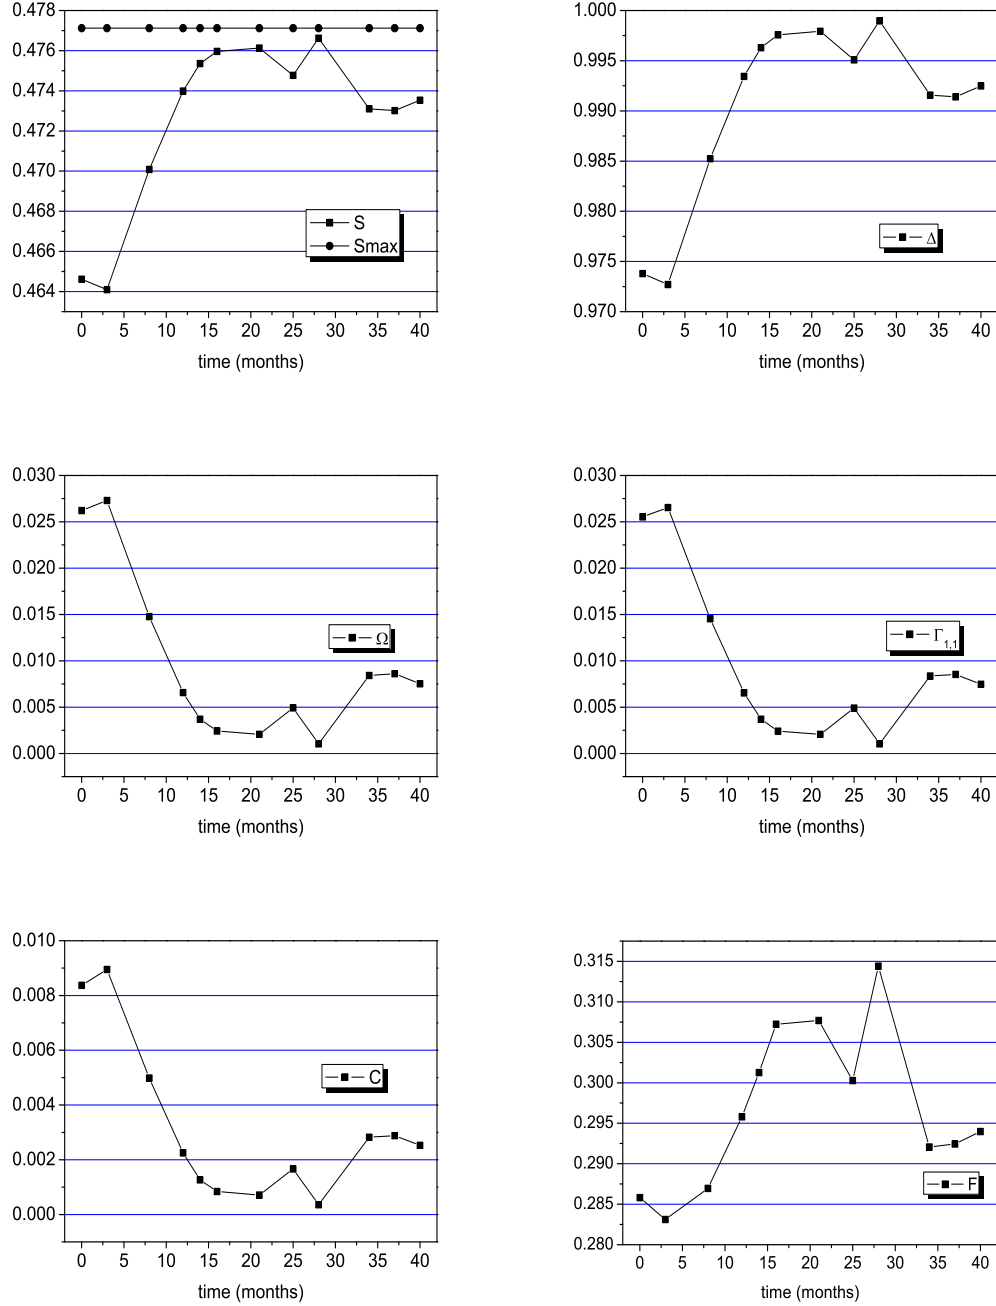 0.478
0.476
0.474
0.472
0.470
0.468
0.466
0.464
S
Smax
0 5 10 15 20 25 30 35 40
time (months)
1.000
0.995
0.990
0.985
0.980
0.975
0.970
Δ
0 5 10 15 20 25 30 35 40
time (months)
0.030
0.025
0.020
0.015
0.010
0.005
0.000
Ω
0 5 10 15 20 25 30 35 40
time (months)
0.030
0.025
0.020
0.015
0.010
0.005
0.000
Γ1,1
0 5 10 15 20 25 30 35 40
time (months)
0.010
0.008
0.006
0.004
0.002
0.000
C
0 5 10 15 20 25 30 35 40
time (months)
0.315
0.310
0.305
0.300
0.295
0.290
0.285
0.280
F
0 5 10 15 20 25 30 35 40
time (months)